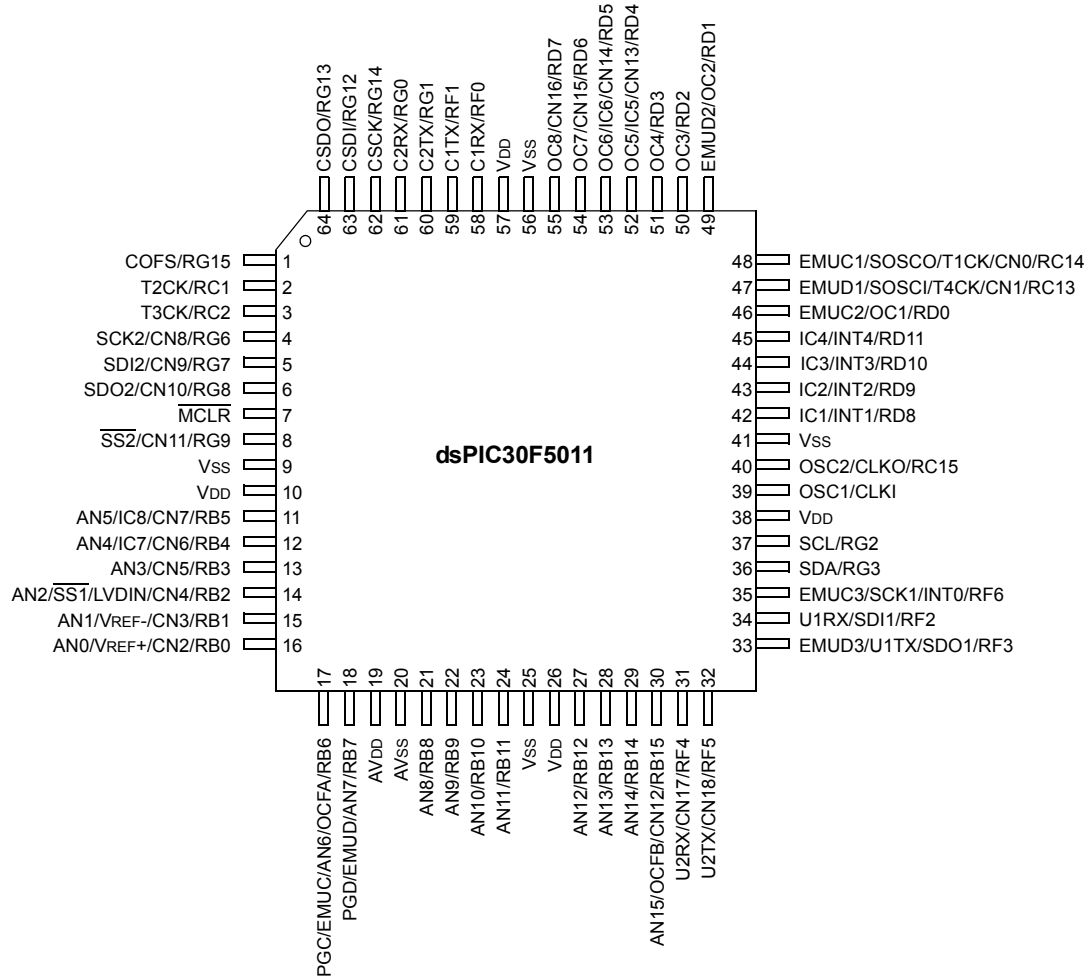 CSDO/RG13
CSDI/RG12
CSCK/RG14
C2RX/RG0
C2TX/RG1
C1TX/RF1
C1RX/RF0
VDD
VSS
OC8/CN16/RD7
OC7/CN15/RD6
OC6/IC6/CN14/RD5
OC5/IC5/CN13/RD4
OC4/RD3
OC3/RD2
EMUD2/OC2/RD1
64
63
62
61
60
59
58
57
56
55
54
53
52
51
50
49
COFS/RG15 1
T2CK/RC1 2
T3CK/RC2 3
SCK2/CN8/RG6 4
SDI2/CN9/RG7 5
SDO2/CN10/RG8 6
MCLR 7
SS2/CN11/RG9 8
VSS 9
VDD 10
AN5/IC8/CN7/RB5 11
AN4/IC7/CN6/RB4 12
AN3/CN5/RB3 13
AN2/SS1/LVDIN/CN4/RB2 14
AN1/VREF-/CN3/RB1 15
AN0/VREF+/CN2/RB0 16
dsPIC30F5011
48 EMUC1/SOSCO/T1CK/CN0/RC14
47 EMUD1/SOSCI/T4CK/CN1/RC13
46 EMUC2/OC1/RD0
45 IC4/INT4/RD11
44 IC3/INT3/RD10
43 IC2/INT2/RD9
42 IC1/INT1/RD8
41 VSS
40 OSC2/CLKO/RC15
39 OSC1/CLKI
38 VDD
37 SCL/RG2
36 SDA/RG3
35 EMUC3/SCK1/INT0/RF6
34 U1RX/SDI1/RF2
33 EMUD3/U1TX/SDO1/RF3
17
18
19
20
21
22
23
24
25
26
27
28
29
30
31
32
PGC/EMUC/AN6/OCFA/RB6
PGD/EMUD/AN7/RB7
AVDD
AVSS
AN8/RB8
AN9/RB9
AN10/RB10
AN11/RB11
VSS
VDD
AN12/RB12
AN13/RB13
AN14/RB14
AN15/OCFB/CN12/RB15
U2RX/CN17/RF4
U2TX/CN18/RF5